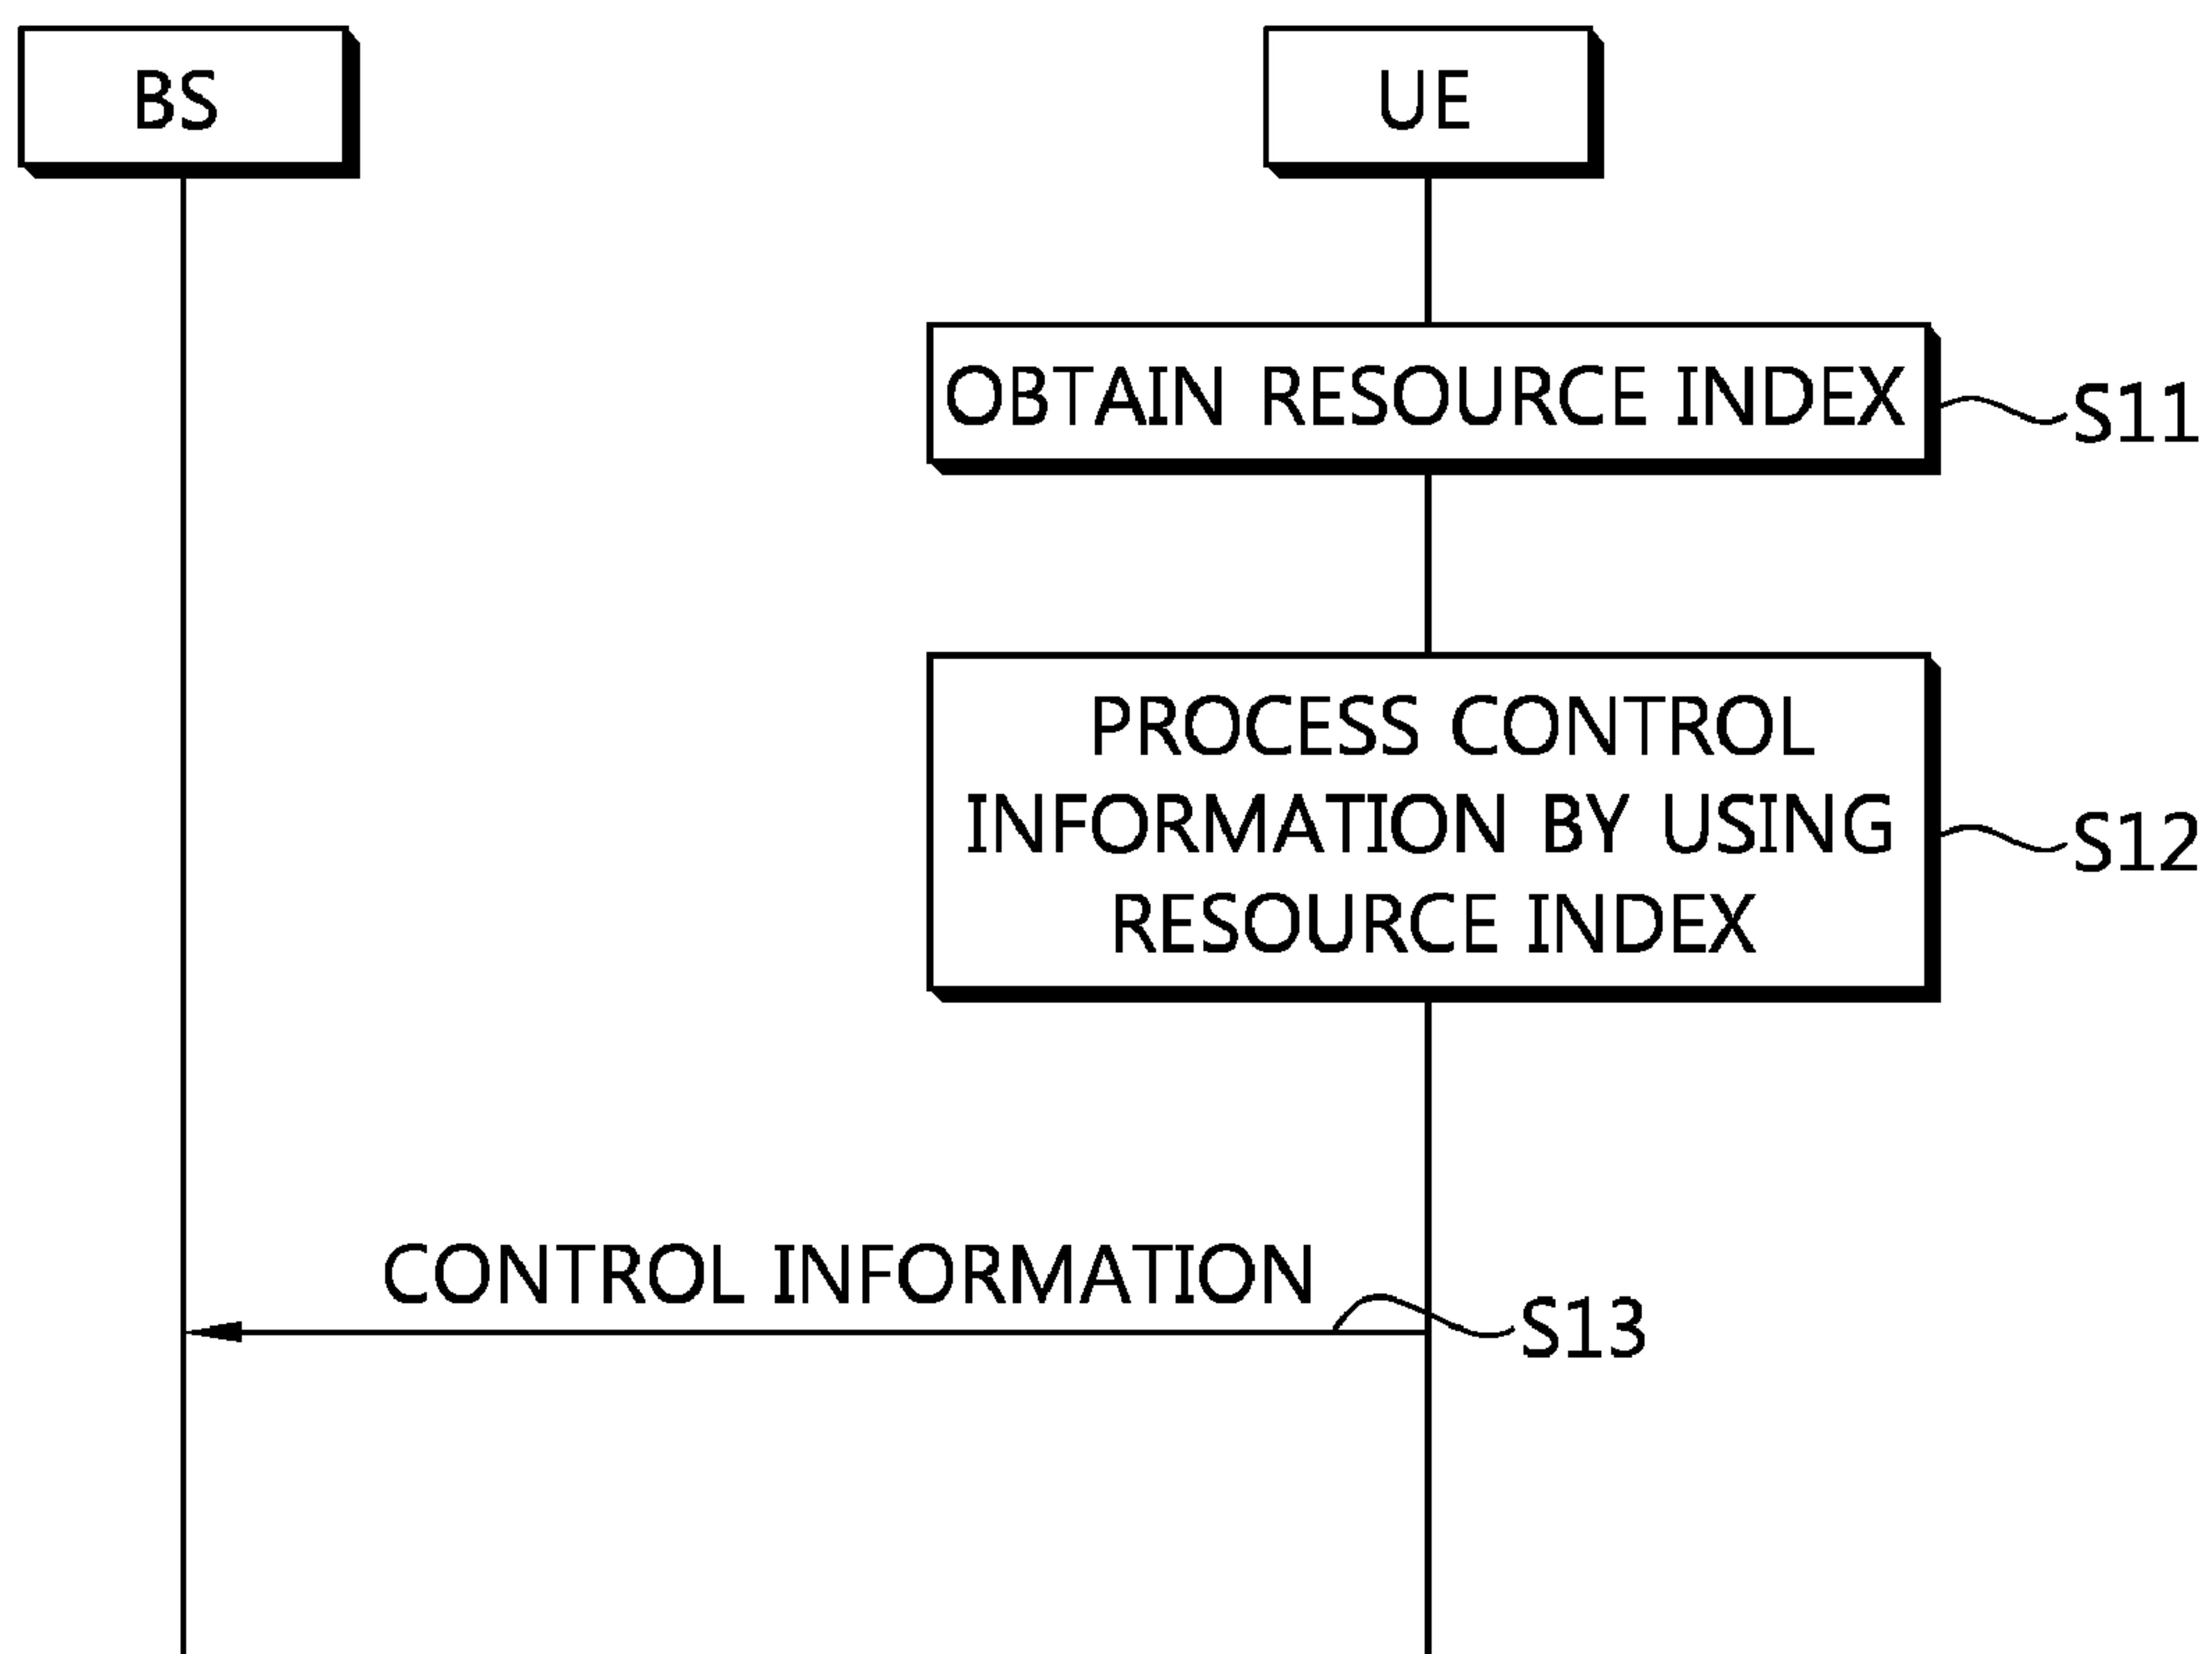 BS
UE
OBTAIN RESOURCE INDEX
S11
PROCESS CONTROL
INFORMATION BY USING
RESOURCE INDEX
S12
CONTROL INFORMATION
S13